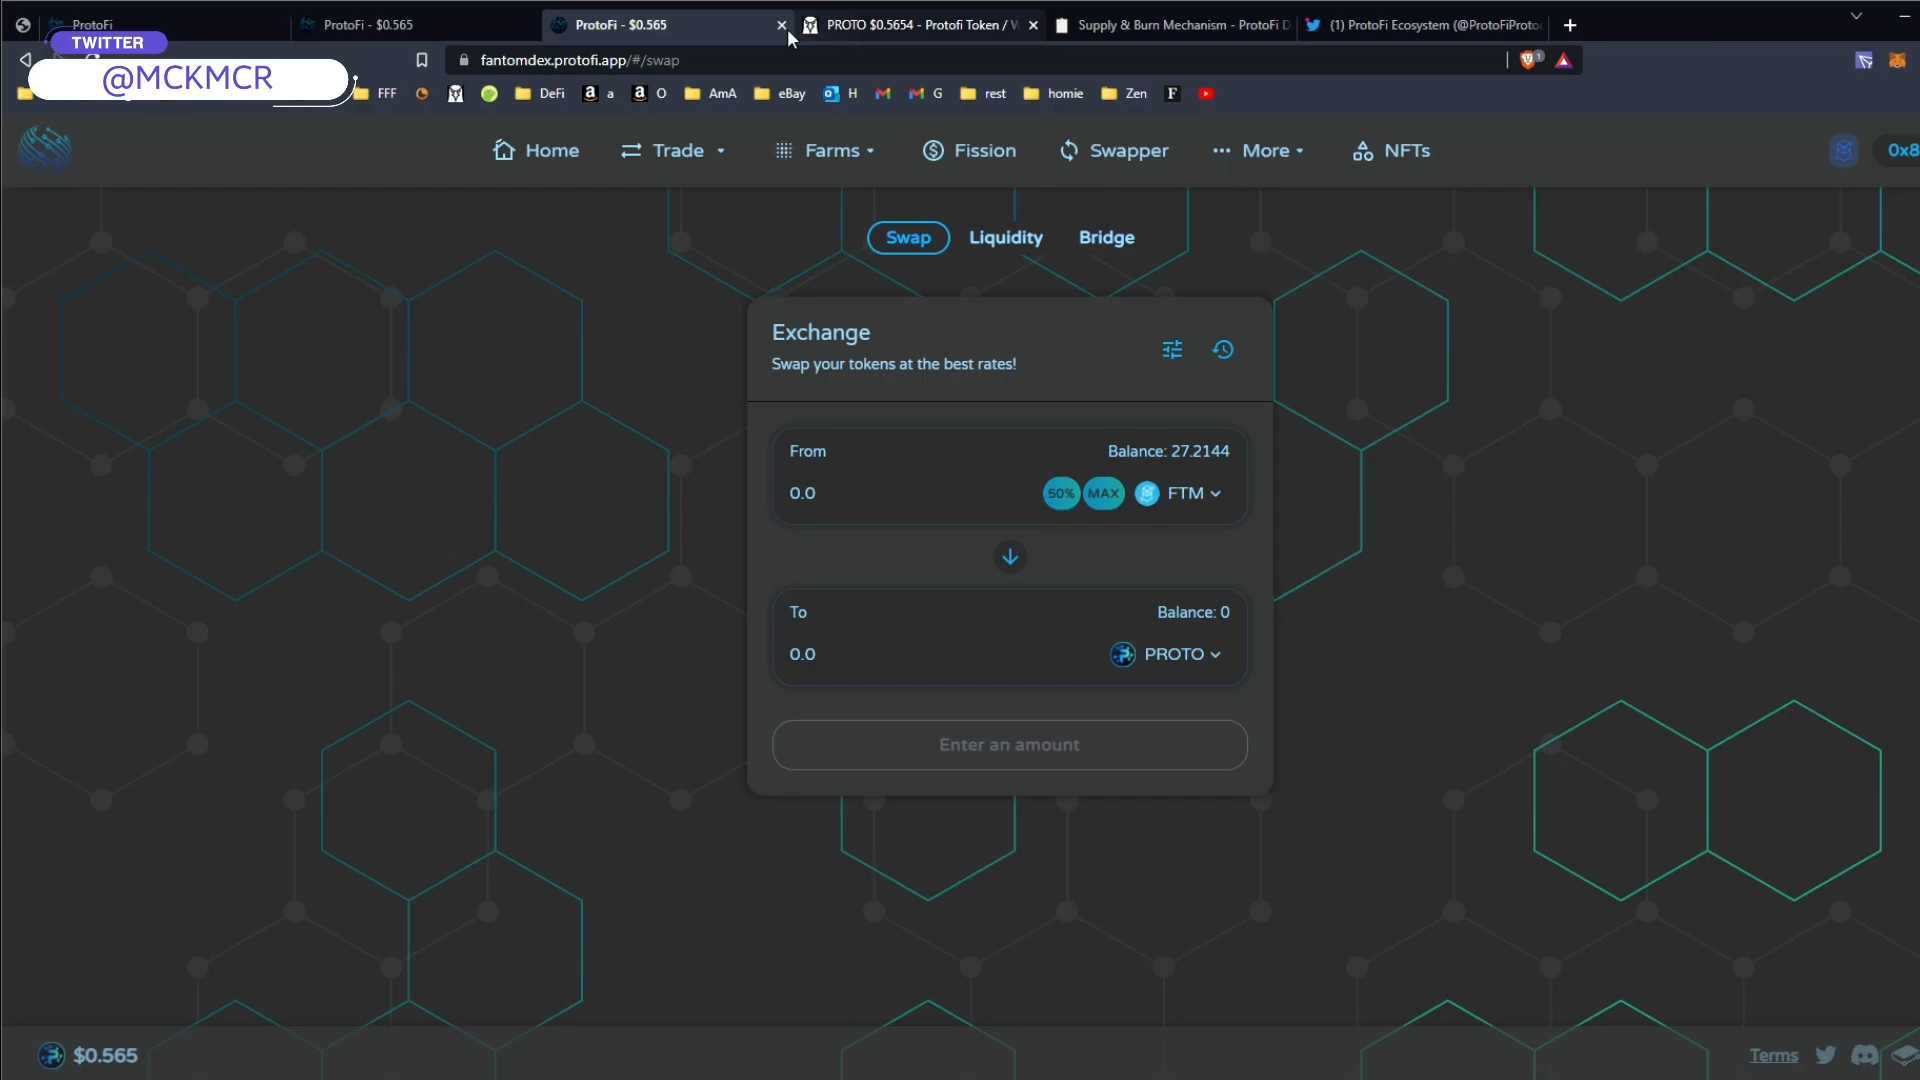 ProtoFi
ProtoFi - $0.565
ProtoFi - $0.565
PROTO $0.5654 - Protofi Token / W
Supply & Burn Mechanism - ProtoFi D
(1) ProtoFi Ecosystem (@ProtoFiProto
TWITTER
@MCKMCR
fantomdex.protofi.app/#/swap
1
FFF
DeFi
a
O
AmA
eBay
H
G
rest
homie
Zen
F
Home
Trade
Farms
Fission
Swapper
More
NFTs
0x8
Swap
Liquidity
Bridge
Exchange
Swap your tokens at the best rates!
From
Balance: 27.2144
0.0
50%
MAX
FTM
To
Balance: 0
0.0
PROTO
Enter an amount
$0.565
Terms